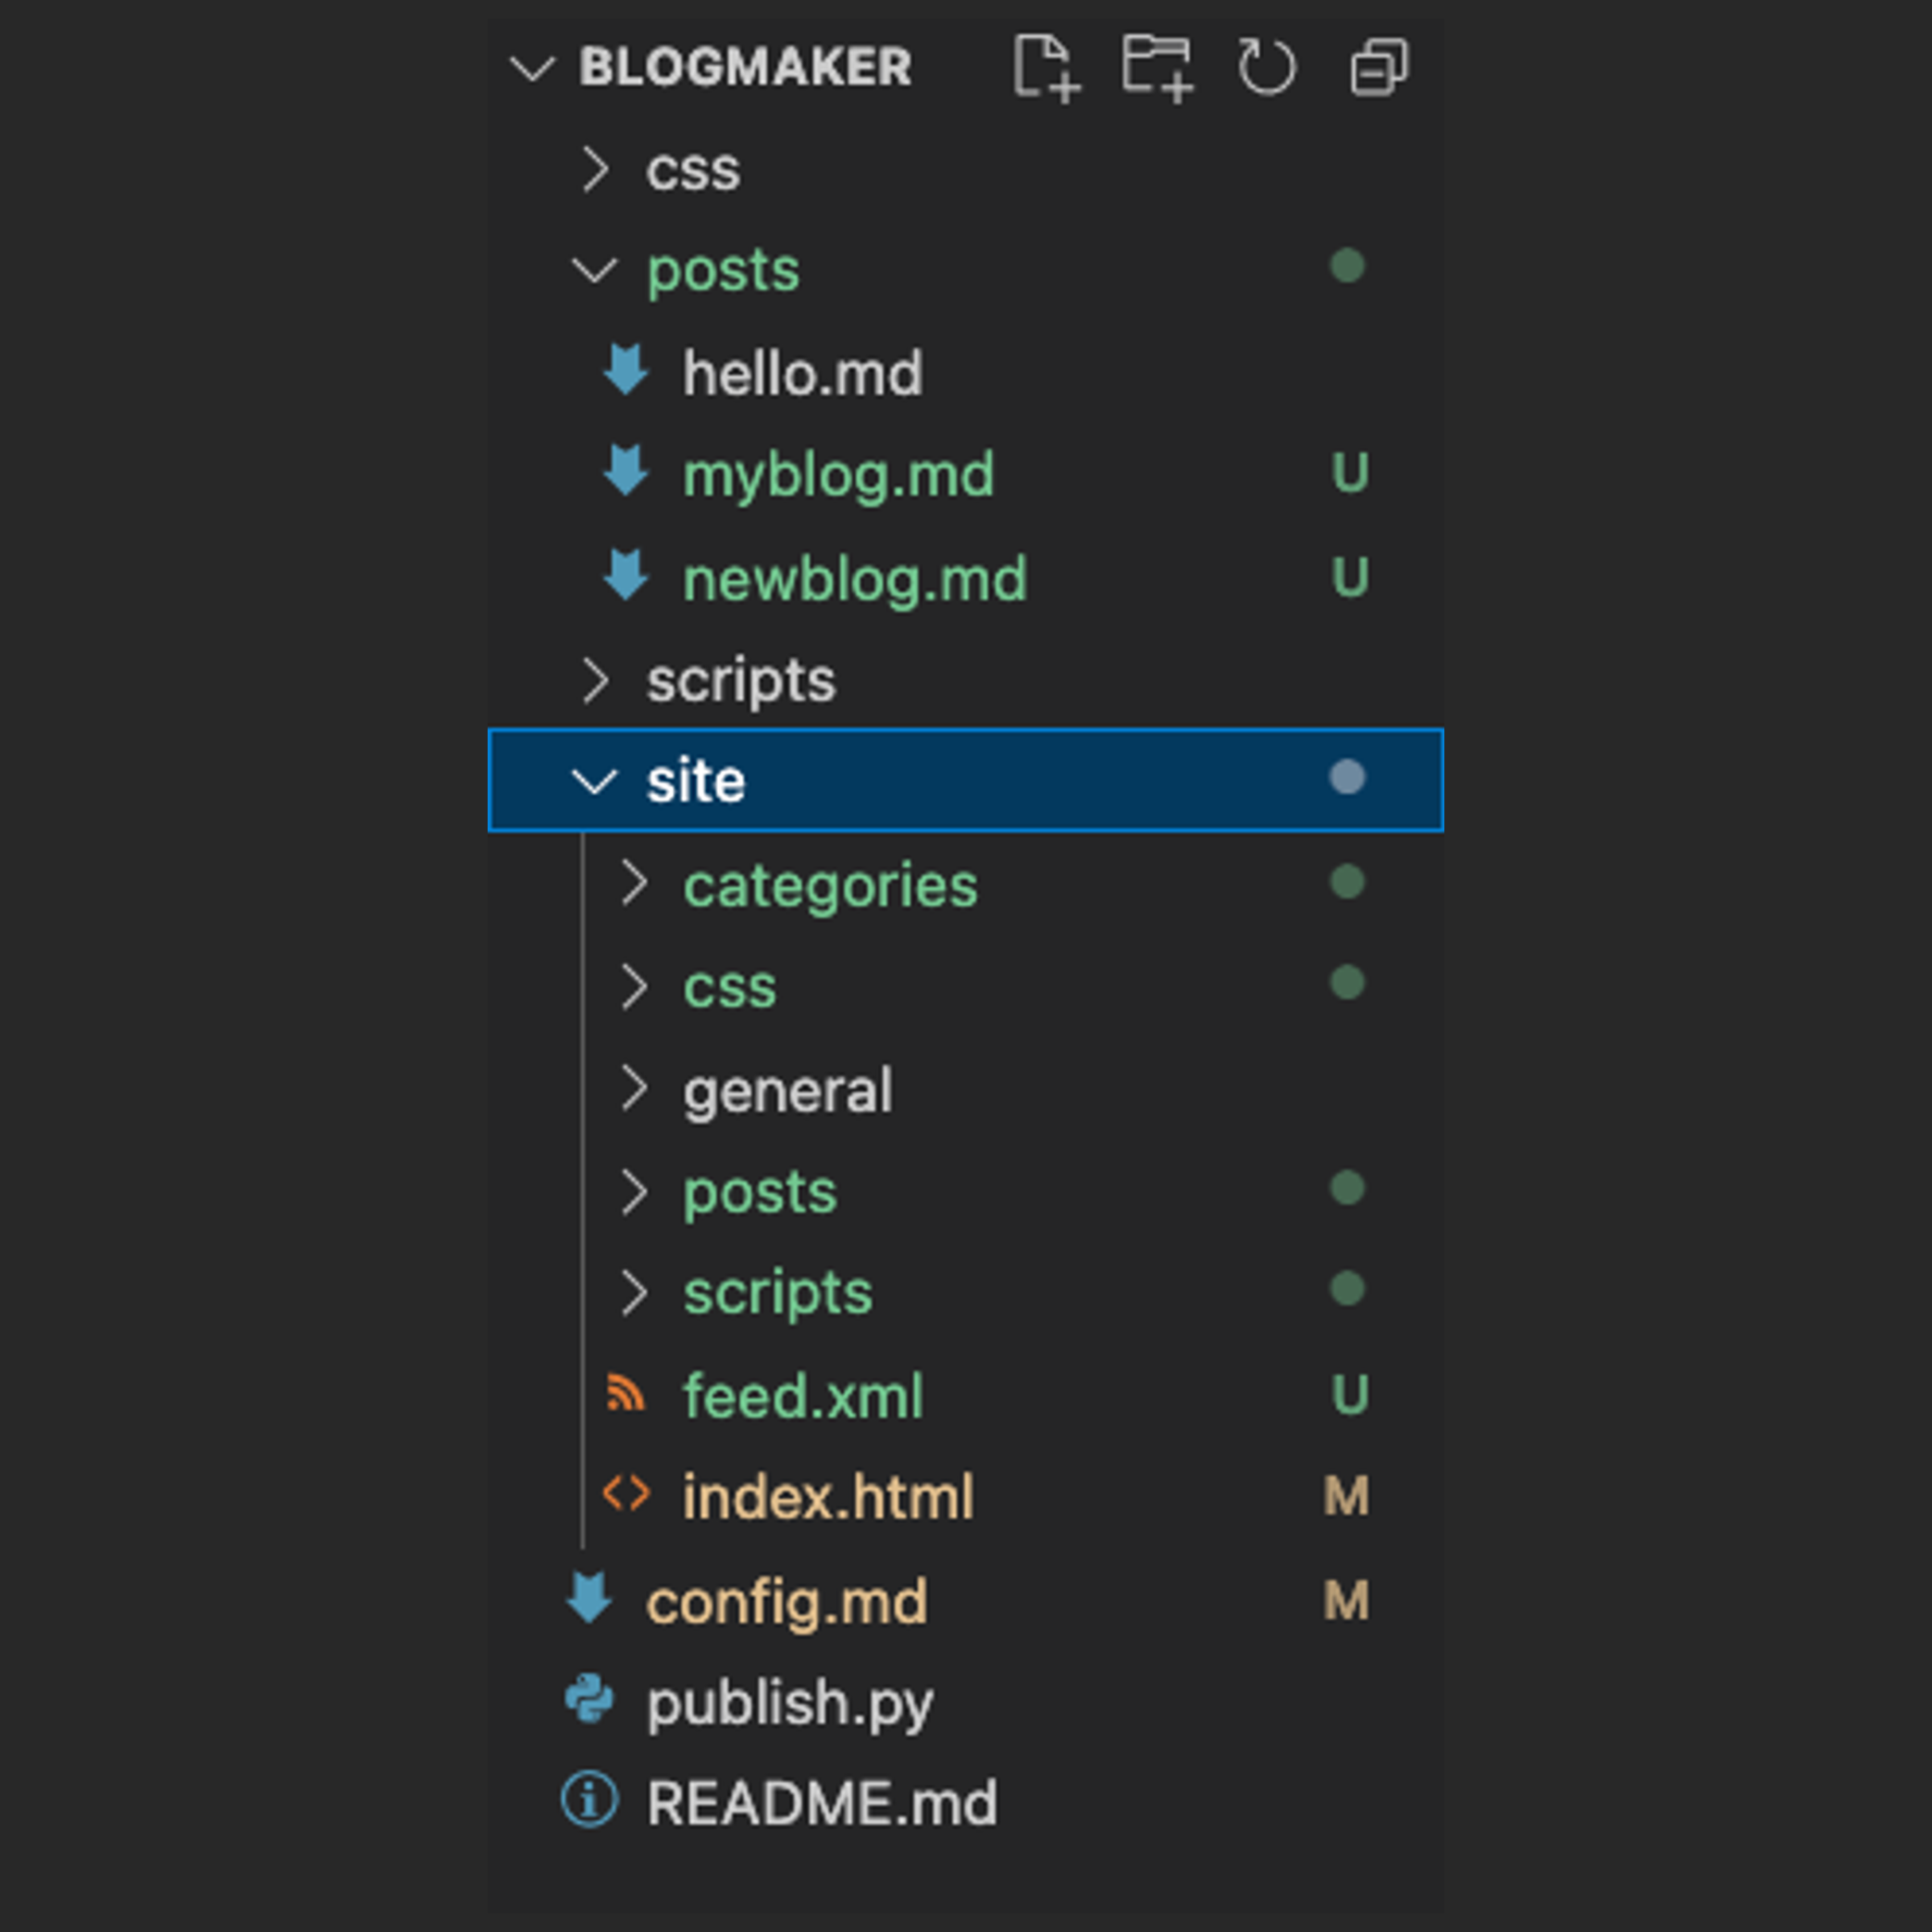 BLOGMAKER
css
posts
hello.md
myblog.md U
newblog.md U
scripts
site
categories
css
general
posts
scripts
feed.xml U
index.html M
config.md M
publish.py
README.md